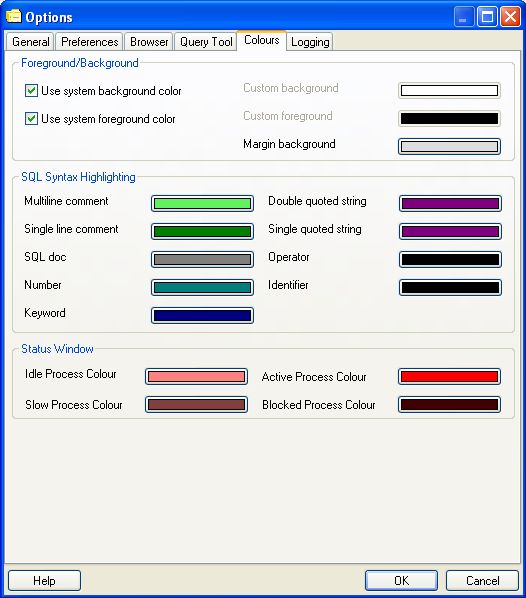 Options
General Preferences Browser Query Tool Colours Logging
Foreground/Background
Use system background color Custom background
Use system foreground color Custom foreground
Margin background
SQL Syntax Highlighting
Multiline comment Double quoted string
Single line comment Single quoted string
SQL doc Operator
Number Identifier
Keyword
Status Window
Idle Process Colour Active Process Colour
Slow Process Colour Blocked Process Colour
Help OK Cancel